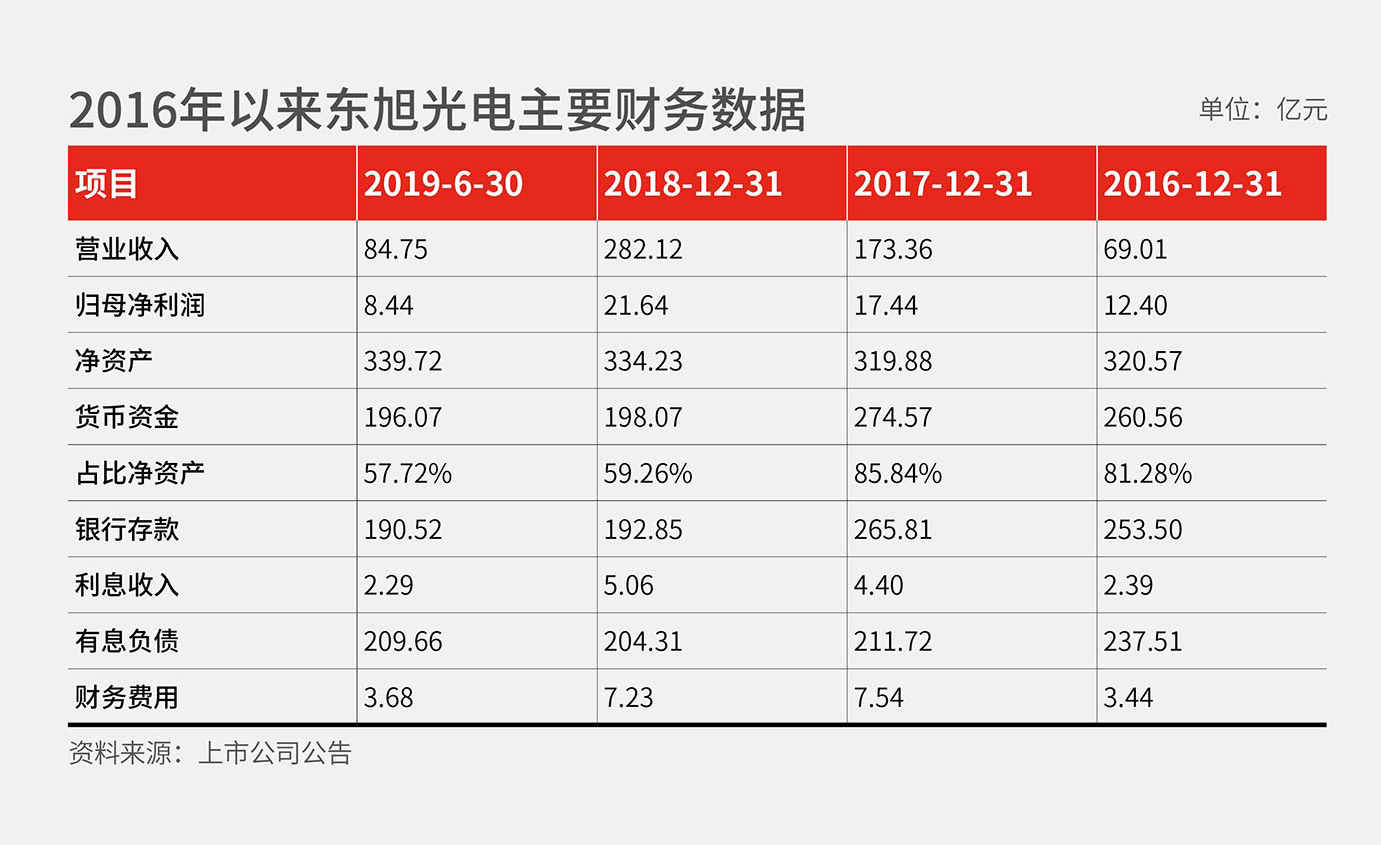 2016年以来东旭光电主要财务数据
单位：亿元
项目 2019-6-30 2018-12-31 2017-12-31 2016-12-31
营业收入 84.75 282.12 173.36 69.01
归母净利润 8.44 21.64 17.44 12.40
净资产 339.72 334.23 319.88 320.57
货币资金 196.07 198.07 274.57 260.56
占比净资产 57.72% 59.26% 85.84% 81.28%
银行存款 190.52 192.85 265.81 253.50
利息收入 2.29 5.06 4.40 2.39
有息负债 209.66 204.31 211.72 237.51
财务费用 3.68 7.23 7.54 3.44
资料来源：上市公司公告